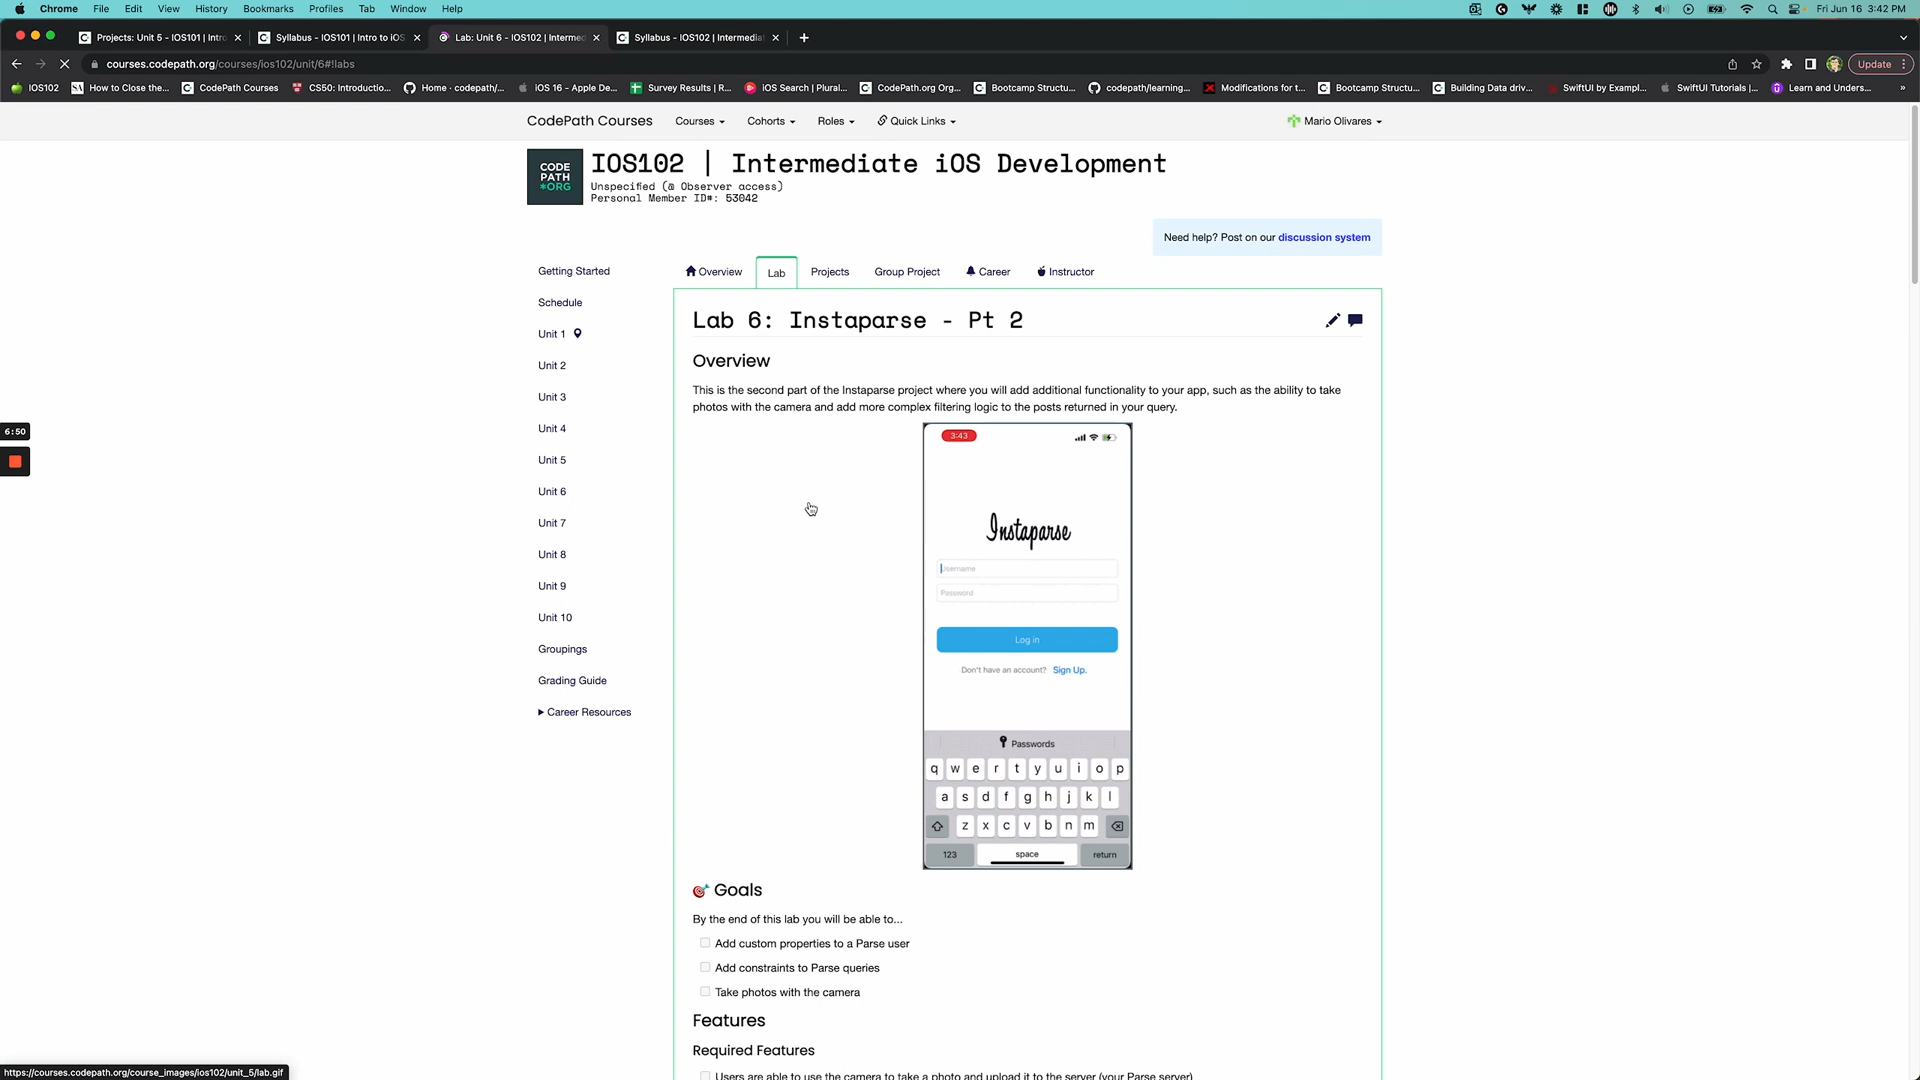 Chrome File Edit View History Bookmarks Profiles Tab Window Help
Fri Jun 16 3:42 PM
Projects: Unit 5 - IOS101 | Intro
Syllabus - IOS101 | Intro to iOS
Lab: Unit 6 - IOS102 | Intermed
Syllabus - IOS102 | Intermedia
courses.codepath.org/courses/ios102/unit/6#!labs
Update
IOS102
How to Close the...
CodePath Courses
CS50: Introductio...
Home · codepath/...
iOS 16 - Apple De...
Survey Results | R...
iOS Search | Plural...
CodePath.org Org...
Bootcamp Structu...
codepath/learning...
Modifications for t...
Bootcamp Structu...
Building Data driv...
SwiftUI by Exampl...
SwiftUI Tutorials |...
Learn and Unders...
»
CodePath Courses
Courses
Cohorts
Roles
Quick Links
Mario Olivares
CODE
PATH
*ORG
IOS102 | Intermediate iOS Development
Unspecified (@ Observer access)
Personal Member ID#: 53042
Need help? Post on our discussion system
Getting Started
Schedule
Unit 1
Unit 2
Unit 3
Unit 4
Unit 5
Unit 6
Unit 7
Unit 8
Unit 9
Unit 10
Groupings
Grading Guide
Career Resources
6:50
Overview
Lab
Projects
Group Project
Career
Instructor
Lab 6: Instaparse - Pt 2
Overview
This is the second part of the Instaparse project where you will add additional functionality to your app, such as the ability to take
photos with the camera and add more complex filtering logic to the posts returned in your query.
3:43
Instaparse
Username
Password
Log in
Don't have an account? Sign Up.
Passwords
q w e r t y u i o p
a s d f g h j k l
z x c v b n m
123 space return
Goals
By the end of this lab you will be able to...
Add custom properties to a Parse user
Add constraints to Parse queries
Take photos with the camera
Features
Required Features
Users are able to use the camera to take a photo and upload it to the server (your Parse server)
https://courses.codepath.org/course_images/ios102/unit_5/lab.gif